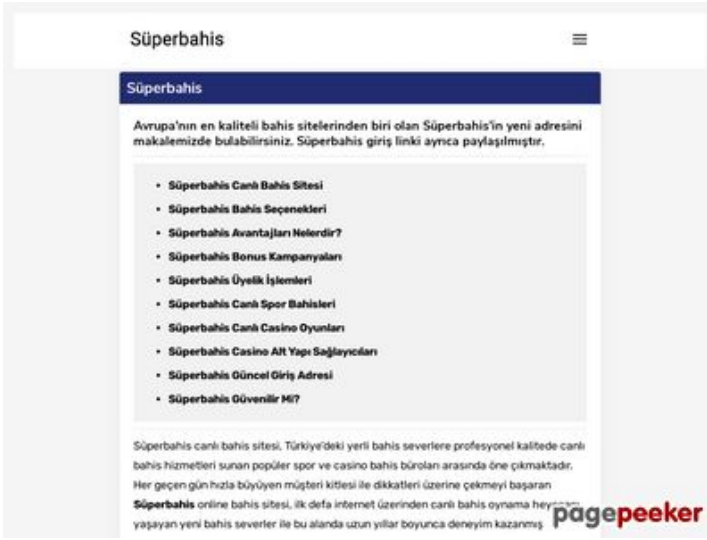 Süperbahis
Süperbahis
Avrupa'nın en kaliteli bahis sitelerinden biri olan Süperbahis'in yeni adresini
makalemizde bulabilirsiniz. Süperbahis giriş linki ayrıca paylaşılmıştır.
• Süperbahis Canlı Bahis Sitesi
• Süperbahis Bahis Seçenekleri
• Süperbahis Avantajları Nelerdir?
• Süperbahis Bonus Kampanyaları
• Süperbahis Üyelik İşlemleri
• Süperbahis Canlı Spor Bahisleri
• Süperbahis Canlı Casino Oyunları
• Süperbahis Casino Alt Yapı Sağlayıcıları
• Süperbahis Güncel Giriş Adresi
• Süperbahis Güvenilir Mi?
Süperbahis canlı bahis sitesi, Türkiye'deki yerli bahis severlere profesyonel kalitede canlı
bahis hizmetleri sunan popüler spor ve casino bahis büroları arasında öne çıkmaktadır.
Her geçen gün hızla büyüyen müşteri kitlesi ile dikkatleri üzerine çekmeyi başaran
Süperbahis online bahis sitesi, ilk defa internet üzerinden canlı bahis oynama
yaşayan yeni bahis severler ile bu alanda uzun yıllar boyunca deneyim kazanmış
pagepeeker